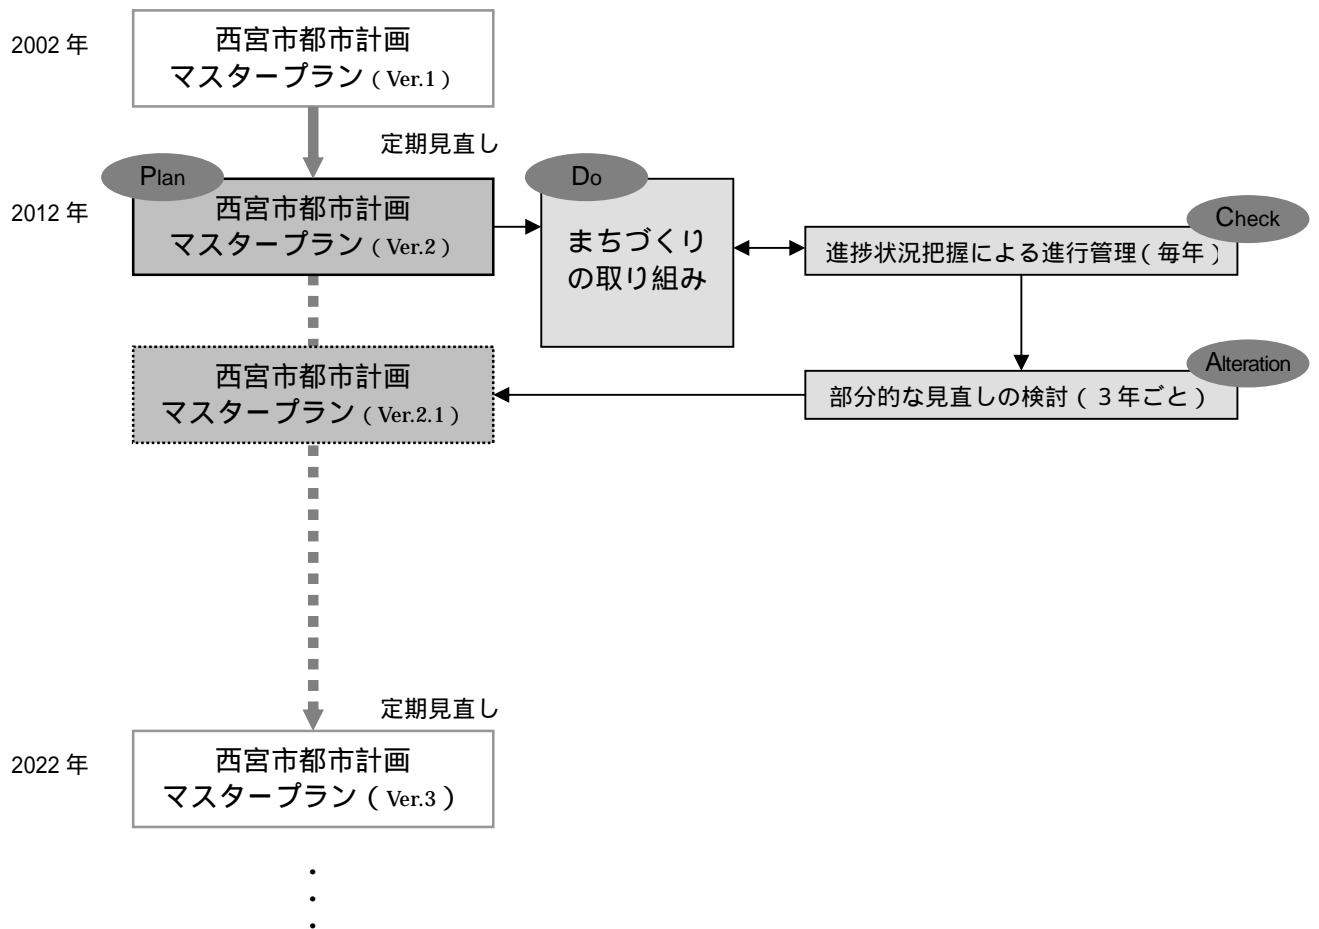 2002 年
西宮市都市計画
マスタープラン（Ver.1）
定期見直し
Plan
2012 年
西宮市都市計画
マスタープラン（Ver.2）
Do
まちづくり
の取り組み
Check
進捗状況把握による進行管理（毎年）
Alteration
部分的な見直しの検討（３年ごと）
西宮市都市計画
マスタープラン（Ver.2.1）
定期見直し
2022 年
西宮市都市計画
マスタープラン（Ver.3）
・
・
・